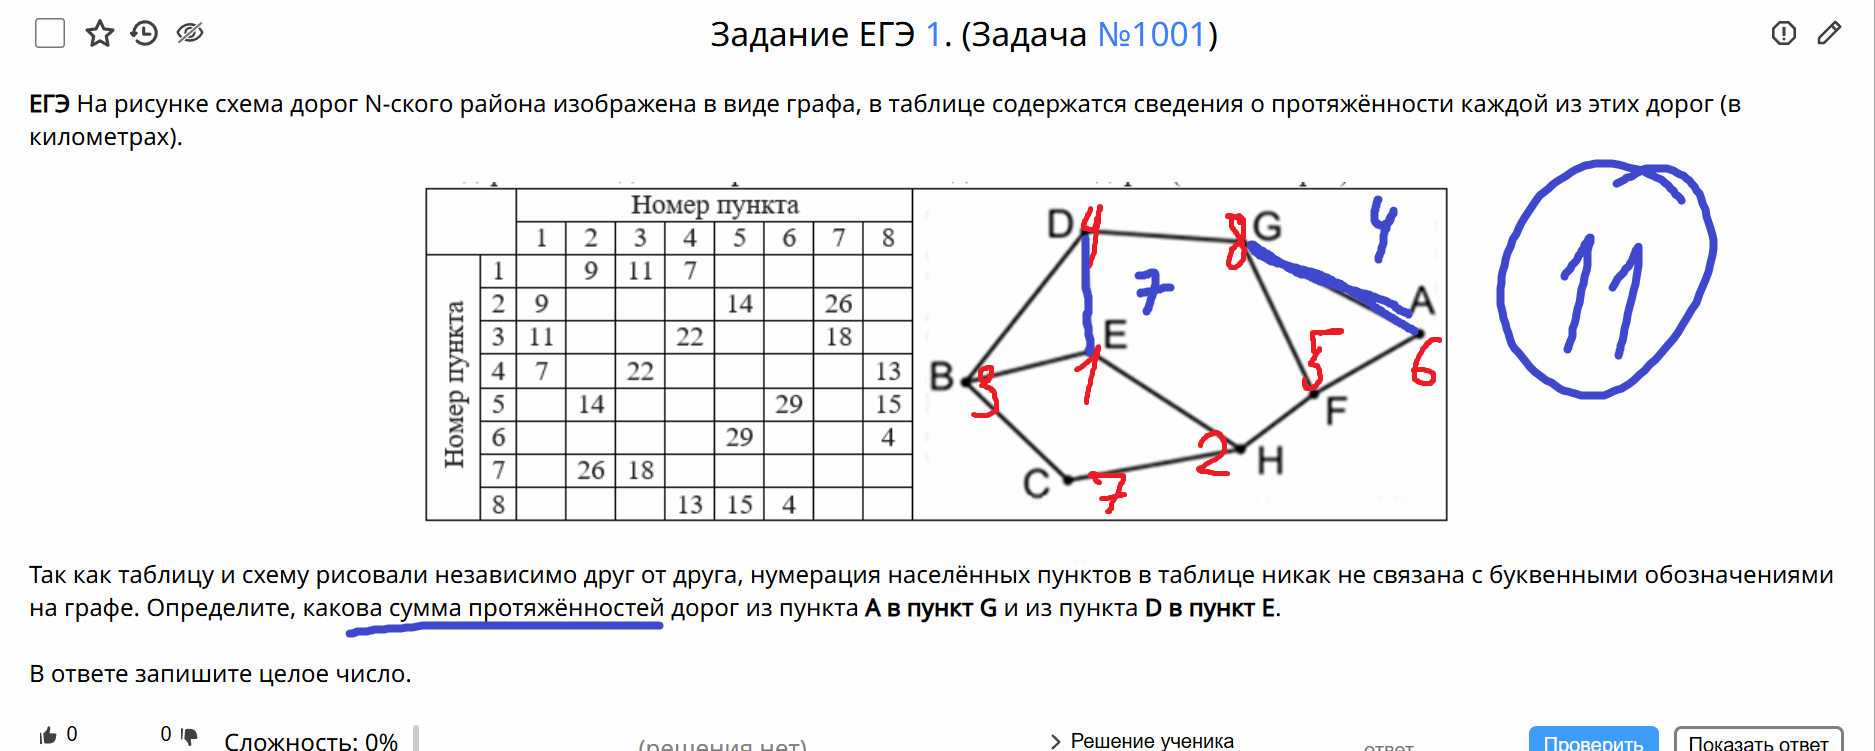 Задание ЕГЭ 1. (Задача №1001)
ЕГЭ На рисунке схема дорог N-ского района изображена в виде графа, в таблице содержатся сведения о протяжённости каждой из этих дорог (в
километрах).
Номер пункта
1 2 3 4 5 6 7 8
Номер пункта
1 9 11 7
2 9 14 26
3 11 22 18
4 7 22 13
5 14 29 15
6 29 4
7 26 18
8 13 15 4
D 4 8 G 4
7 A
E 5 6
B 3 1 F
2 H
C 7
11
Так как таблицу и схему рисовали независимо друг от друга, нумерация населённых пунктов в таблице никак не связана с буквенными обозначениями
на графе. Определите, какова сумма протяжённостей дорог из пункта A в пункт G и из пункта D в пункт E.
В ответе запишите целое число.
0 0 Сложность: 0% (решения нет) Решение ученика ответ Проверить Показать ответ